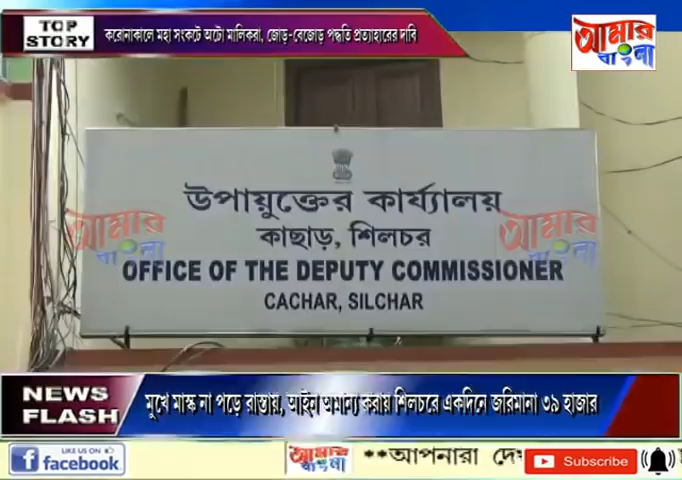 TOP STORY
করোনাকালে মহা সংকটে অটো মালিকরা, জোড়-বেজোড় পদ্ধতি প্রত্যাহারের দাবি
আমার বাংলা
উপায়ুক্তের কাৰ্য্যালয়
কাছাড়, শিলচর
OFFICE OF THE DEPUTY COMMISSIONER
CACHAR, SILCHAR
আমার বাংলা
আমার বাংলা
NEWS FLASH
মুখে মাস্ক না পড়ে রাস্তায়, আইন অমান্য করায় শিলচরে একদিনে জরিমানা ৩৯ হাজার
LIKE US ON
facebook
আমার বাংলা
**আপনারা
Subscribe